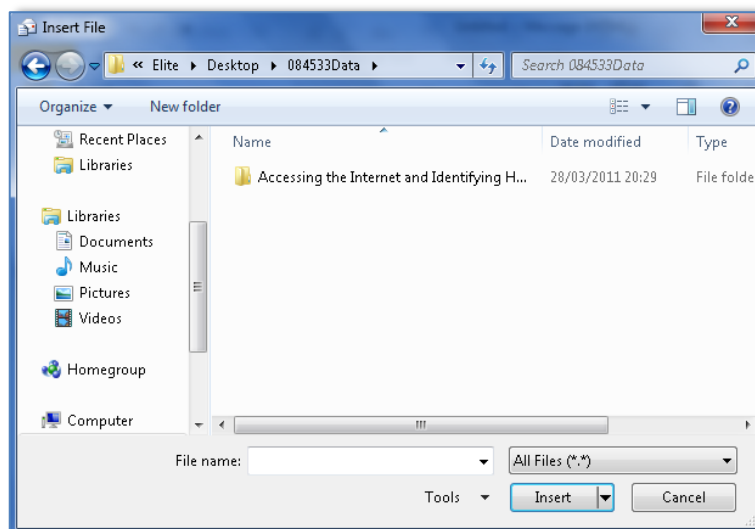 Insert File
« Elite ▸ Desktop ▸ 084533Data ▸ Search 084533Data
Organize New folder
Name Date modified Type
Recent Places
Libraries
Accessing the Internet and Identifying H... 28/03/2011 20:29 File folde
Libraries
Documents
Music
Pictures
Videos
Homegroup
Computer
File name: All Files (*.*)
Tools Insert Cancel